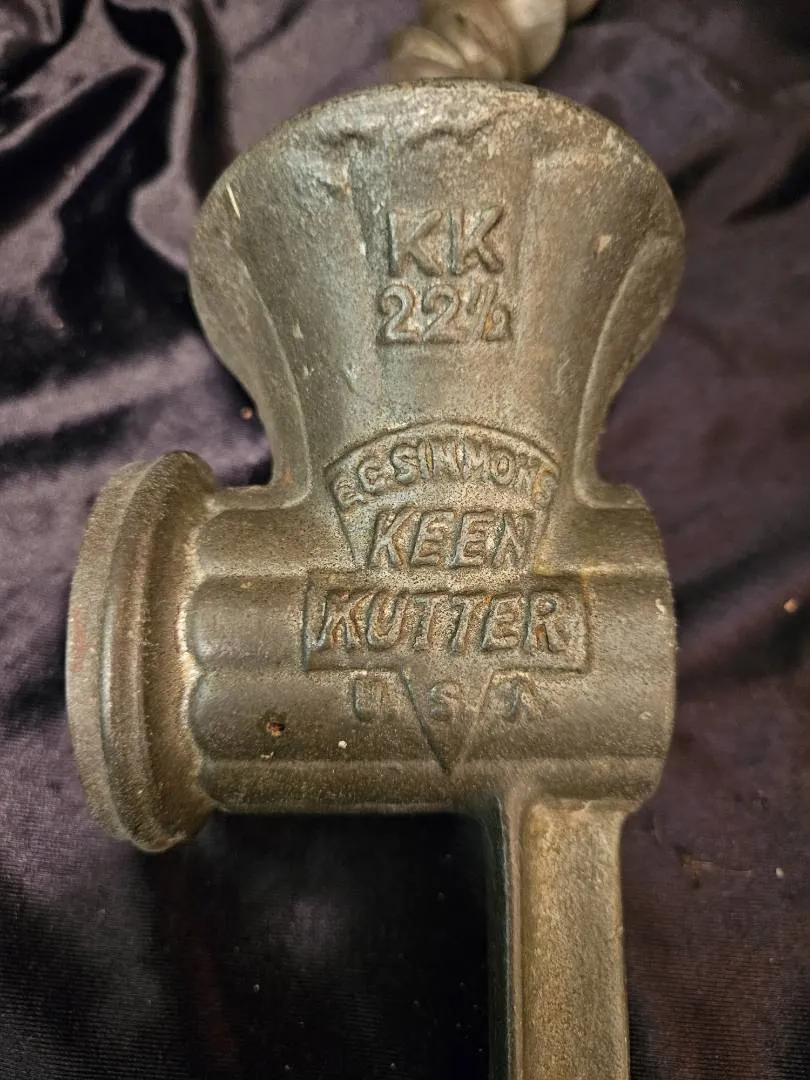 KK
22½
E.C. SIMMONS
KEEN
KUTTER
U.S.A.